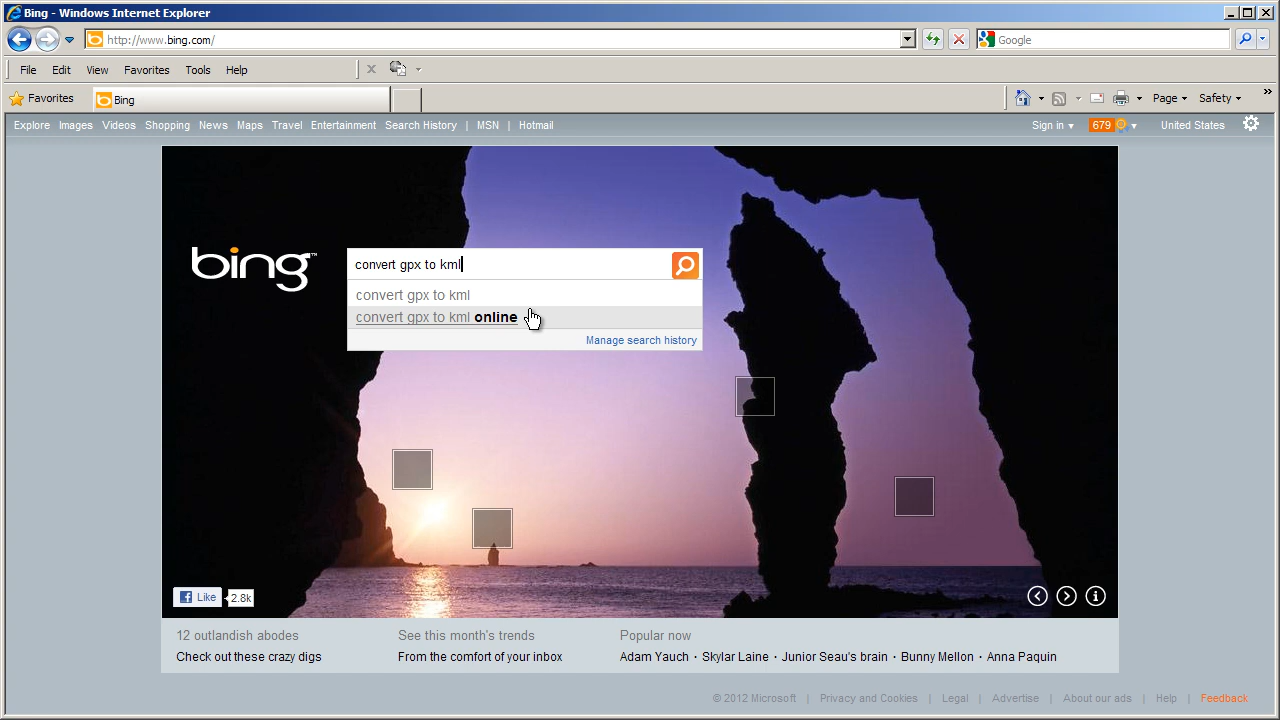 Bing - Windows Internet Explorer
http://www.bing.com/
Google
File Edit View Favorites Tools Help
Favorites Bing Page Safety »
Explore Images Videos Shopping News Maps Travel Entertainment Search History | MSN | Hotmail Sign in 679 United States
bing™
convert gpx to kml
convert gpx to kml
convert gpx to kml online
Manage search history
Like 2.8k
12 outlandish abodes See this month's trends Popular now
Check out these crazy digs From the comfort of your inbox Adam Yauch · Skylar Laine · Junior Seau's brain · Bunny Mellon · Anna Paquin
© 2012 Microsoft | Privacy and Cookies | Legal | Advertise | About our ads | Help | Feedback